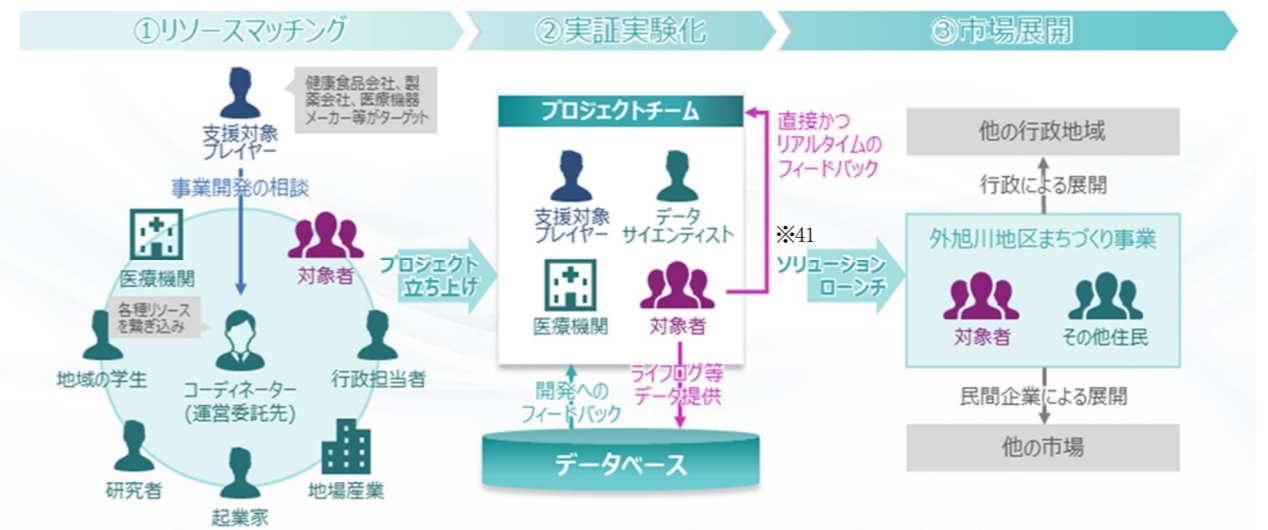 ①リソースマッチング
②実証実験化
③市場展開
健康食品会社、製
薬会社、医療機器
メーカー等がターゲット
支援対象
プレイヤー
事業開発の相談
医療機関
対象者
各種リソース
を繋ぎ込み
地域の学生
コーディネーター
(運営委託先)
行政担当者
研究者
起業家
地場産業
プロジェクト
立ち上げ
プロジェクトチーム
支援対象
プレイヤー
データ
サイエンティスト
医療機関
対象者
直接かつ
リアルタイムの
フィードバック
開発への
フィードバック
ライフログ等
データ提供
データベース
※41
ソリューション
ローンチ
他の行政地域
行政による展開
外旭川地区まちづくり事業
対象者
その他住民
民間企業による展開
他の市場